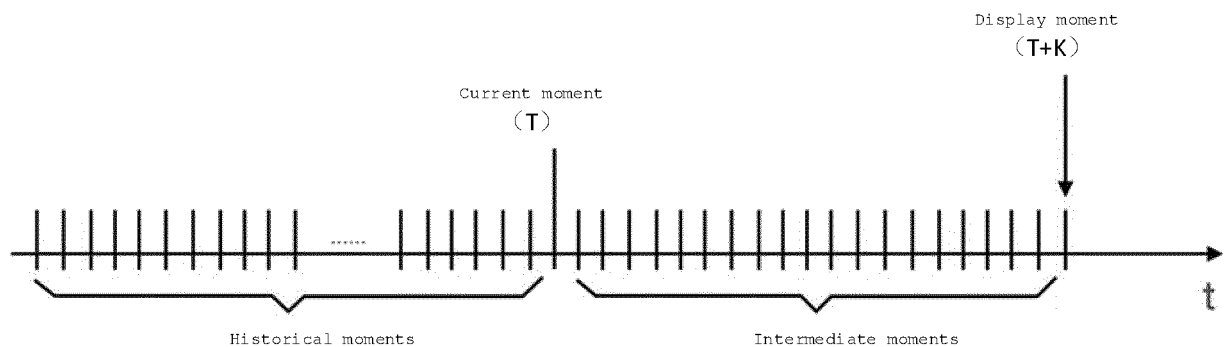 Display moment
（T+K）
Current moment
（T）
......
t
Historical moments
Intermediate moments